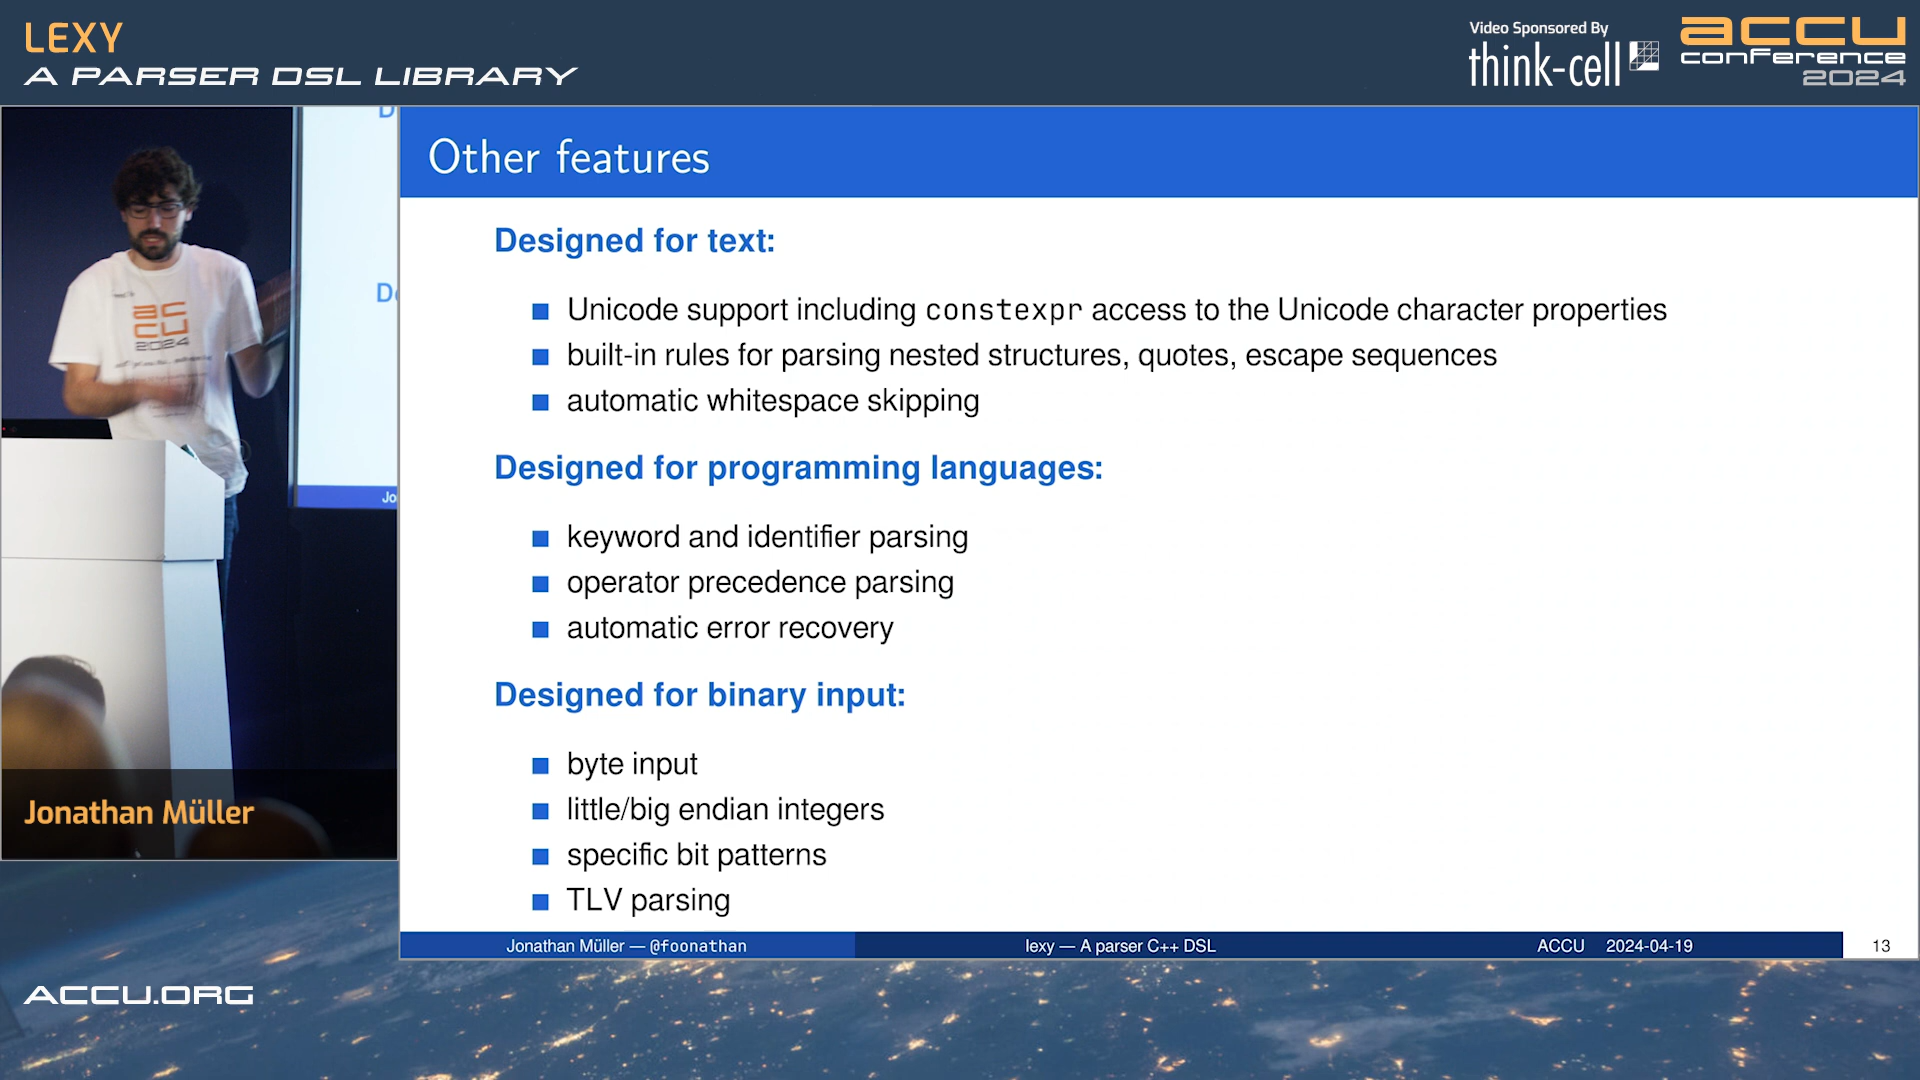 LEXY
A PARSER DSL LIBRARY
Video Sponsored By
think-cell
accu
conference
2024
Other features
Designed for text:
Unicode support including constexpr access to the Unicode character properties
built-in rules for parsing nested structures, quotes, escape sequences
automatic whitespace skipping
Designed for programming languages:
keyword and identifier parsing
operator precedence parsing
automatic error recovery
Designed for binary input:
byte input
little/big endian integers
specific bit patterns
TLV parsing
Jonathan Müller — @foonathan
lexy — A parser C++ DSL
ACCU 2024-04-19
13
ac
cu
2024
Jo
Jonathan Müller
ACCU.ORG